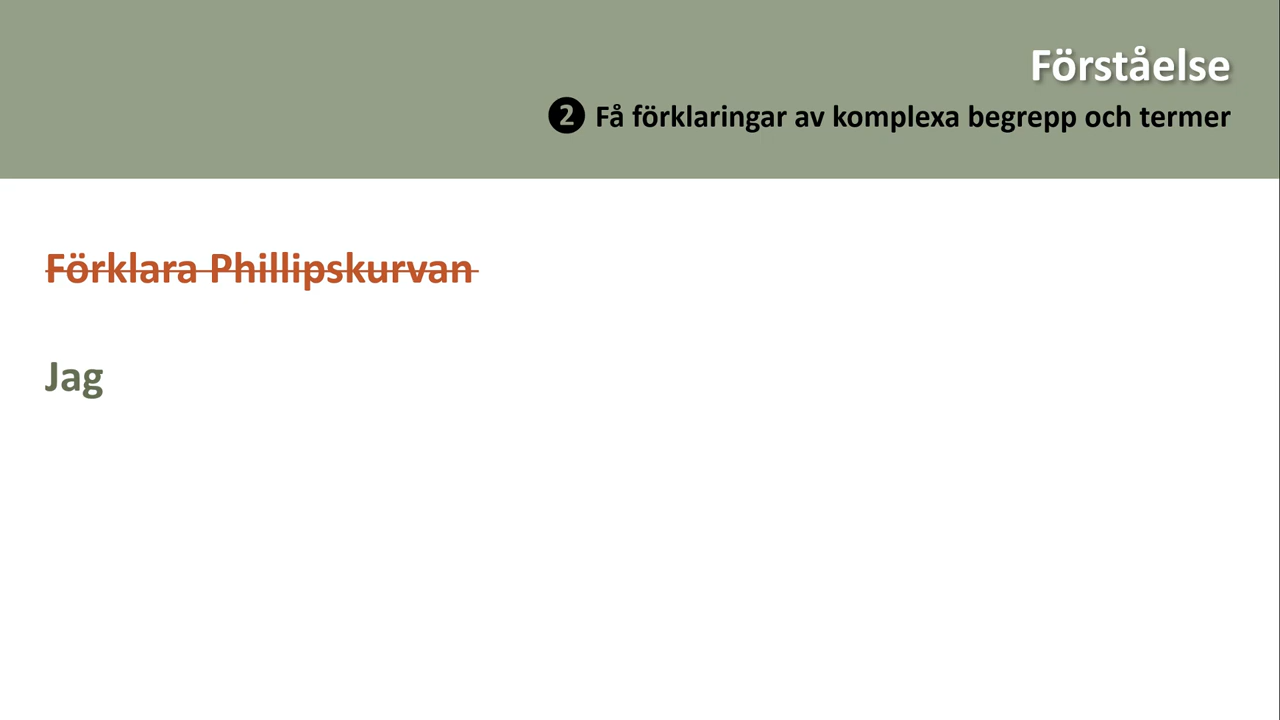 Förståelse
❷ Få förklaringar av komplexa begrepp och termer
Förklara Phillipskurvan
Jag